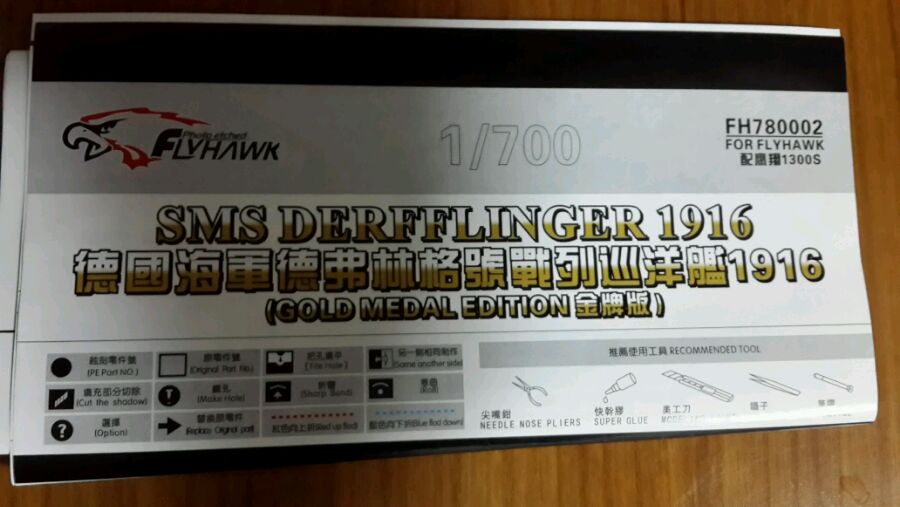 Photo etched
FLYHAWK
1/700
FH780002
FOR FLYHAWK
配鷹翔1300S
SMS DERFFLINGER 1916
德國海軍德弗林格號戰列巡洋艦1916
(GOLD MEDAL EDITION 金牌版)
蝕刻零件號
(PE Part NO.)
原零件號
(Original Part No.)
把孔填平
(File Hole)
另一側相同制作
(Same another side)
填充部分切除
(Cut the shadow)
鑽孔
(Make Hole)
折彎
(Sharp Bend)
卷曲
(Roll)
選擇
(Option)
替換原零件
Replace Original part
紅色向上折(Red up flod)
藍色向下折(Blue flod down)
推薦使用工具 RECOMMENDED TOOL
尖嘴鉗
NEEDLE NOSE PLIERS
快幹膠
SUPER GLUE
美工刀
鑷子